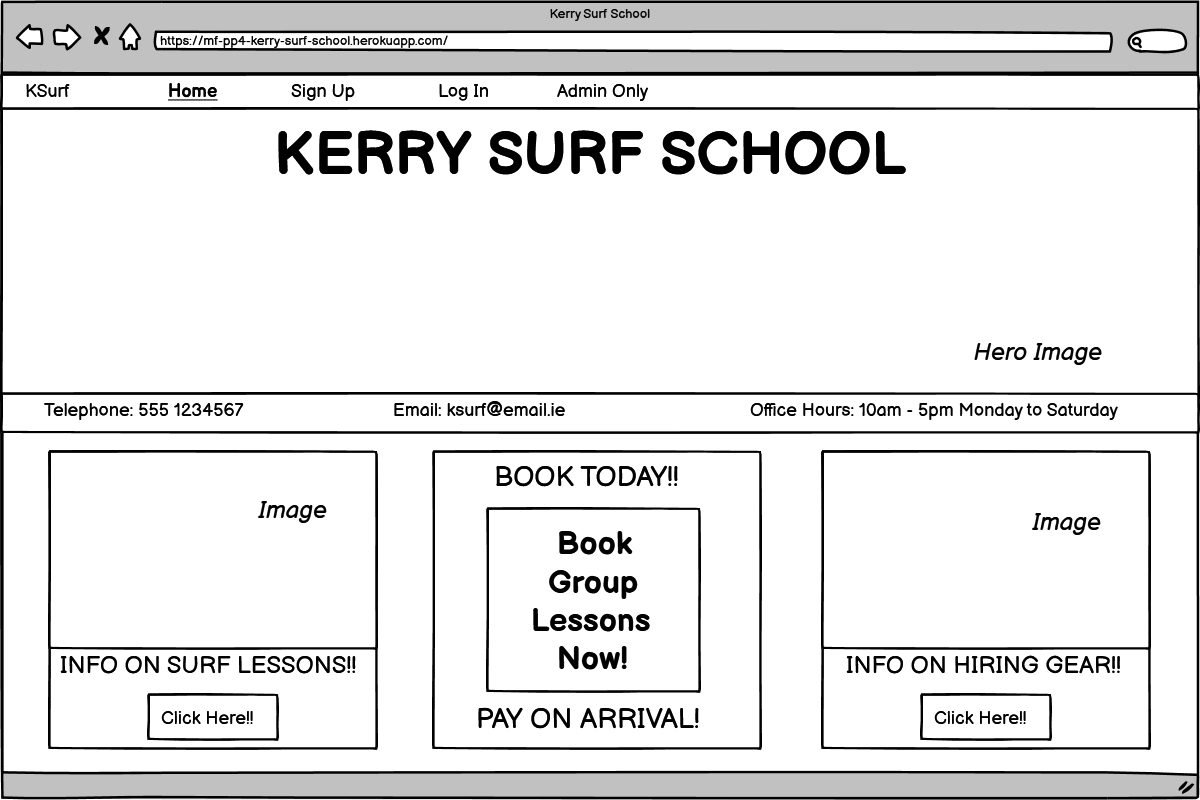 Kerry Surf School
https://mf-pp4-kerry-surf-school.herokuapp.com/
KSurf Home Sign Up Log In Admin Only
KERRY SURF SCHOOL
Hero Image
Telephone: 555 1234567 Email: ksurf@email.ie Office Hours: 10am - 5pm Monday to Saturday
Image
INFO ON SURF LESSONS!!
Click Here!!
BOOK TODAY!!
Book
Group
Lessons
Now!
PAY ON ARRIVAL!
Image
INFO ON HIRING GEAR!!
Click Here!!